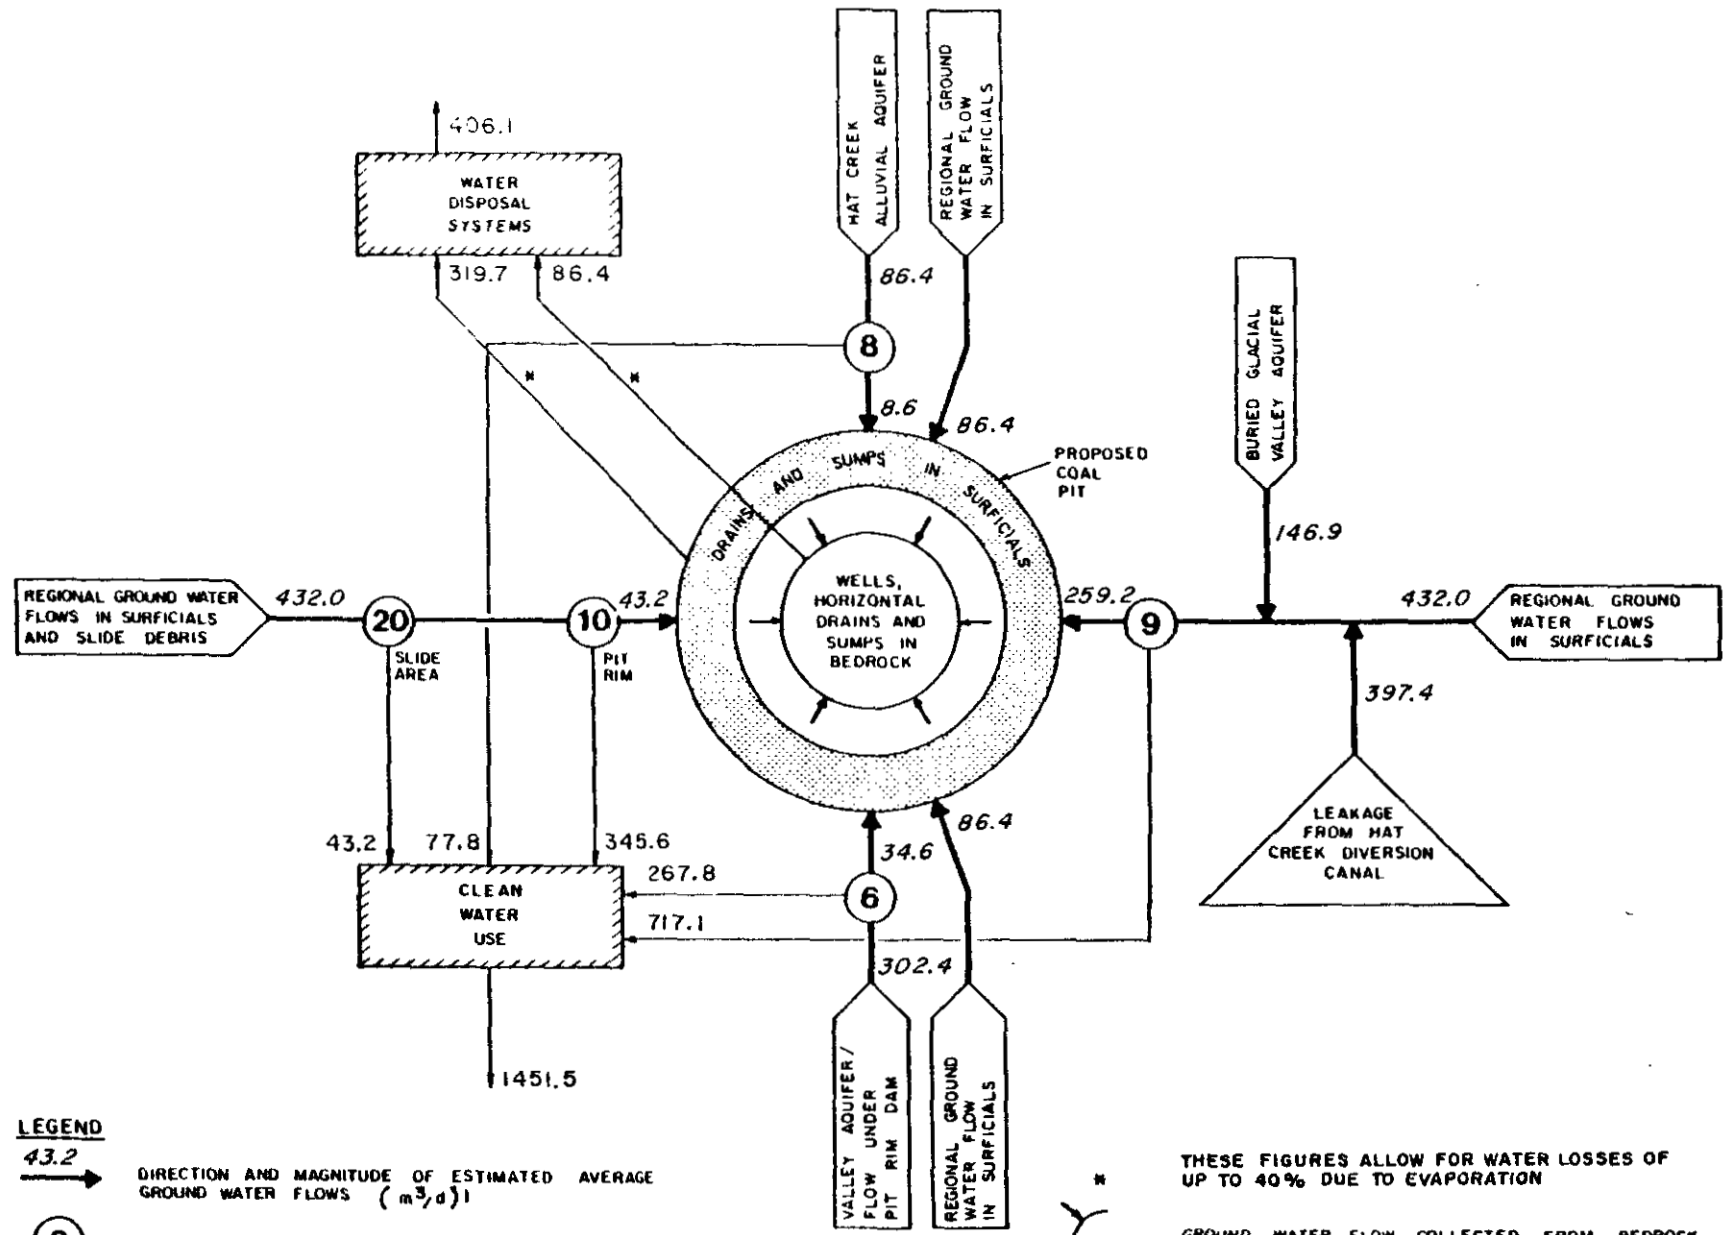 406.1
WATER
DISPOSAL
SYSTEMS
319.7
86.4
HAT CREEK
ALLUVIAL AQUIFER
REGIONAL GROUND
WATER FLOW
IN SURFICIALS
86.4
8
*
*
8.6
86.4
BURIED GLACIAL
VALLEY AQUIFER
146.9
PROPOSED
COAL
PIT
DRAINS AND SUMPS IN SURFICIALS
WELLS,
HORIZONTAL
DRAINS AND
SUMPS IN
BEDROCK
REGIONAL GROUND WATER
FLOWS IN SURFICIALS
AND SLIDE DEBRIS
432.0
20
SLIDE
AREA
10
PIT
RIM
43.2
259.2
9
432.0
REGIONAL GROUND
WATER FLOWS
IN SURFICIALS
397.4
LEAKAGE
FROM HAT
CREEK DIVERSION
CANAL
43.2
77.8
345.6
267.8
717.1
CLEAN
WATER
USE
1451.5
34.6
86.4
6
302.4
VALLEY AQUIFER/
FLOW UNDER
PIT RIM DAM
REGIONAL GROUND
WATER FLOW
IN SURFICIALS
LEGEND
43.2
DIRECTION AND MAGNITUDE OF ESTIMATED AVERAGE
GROUND WATER FLOWS (m³/d)
* THESE FIGURES ALLOW FOR WATER LOSSES OF
UP TO 40% DUE TO EVAPORATION
GROUND WATER FLOW COLLECTED FROM BEDROCK